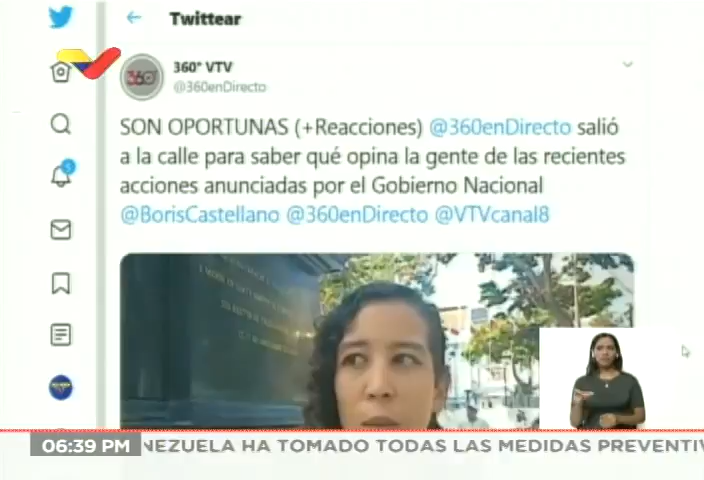 Twittear
360° VTV
@360enDirecto
SON OPORTUNAS (+Reacciones) @360enDirecto salió
a la calle para saber qué opina la gente de las recientes
acciones anunciadas por el Gobierno Nacional
@BorisCastellano @360enDirecto @VTVcanal8
06:39 PM NEZUELA HA TOMADO TODAS LAS MEDIDAS PREVENTIV